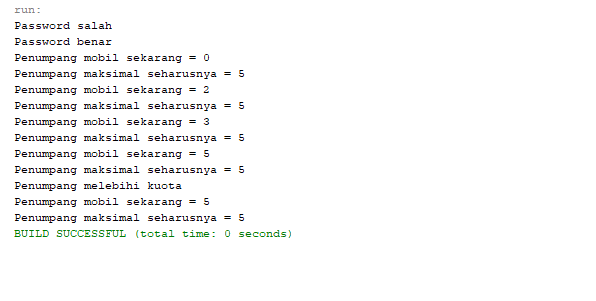 run:
Password salah
Password benar
Penumpang mobil sekarang = 0
Penumpang maksimal seharusnya = 5
Penumpang mobil sekarang = 2
Penumpang maksimal seharusnya = 5
Penumpang mobil sekarang = 3
Penumpang maksimal seharusnya = 5
Penumpang mobil sekarang = 5
Penumpang maksimal seharusnya = 5
Penumpang melebihi kuota
Penumpang mobil sekarang = 5
Penumpang maksimal seharusnya = 5
BUILD SUCCESSFUL (total time: 0 seconds)